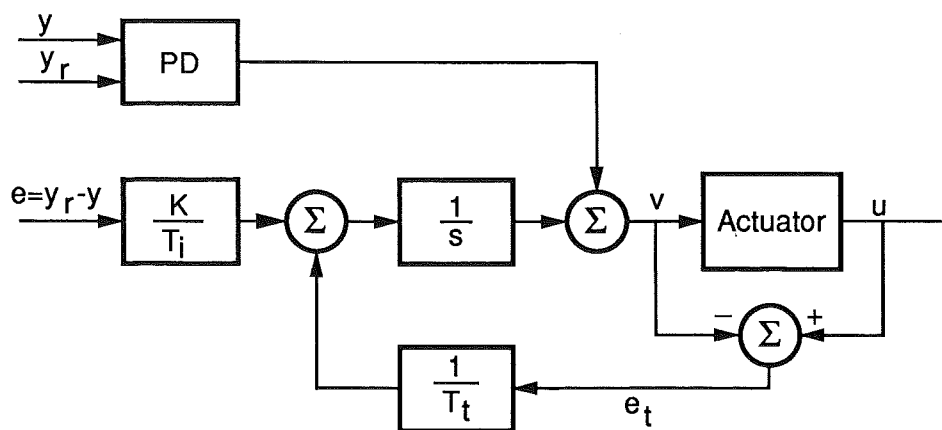 y
y_r
PD
e=y_r-y
K
T_i
Σ
1
s
Σ
v
Actuator
u
−
Σ
+
1
T_t
e_t